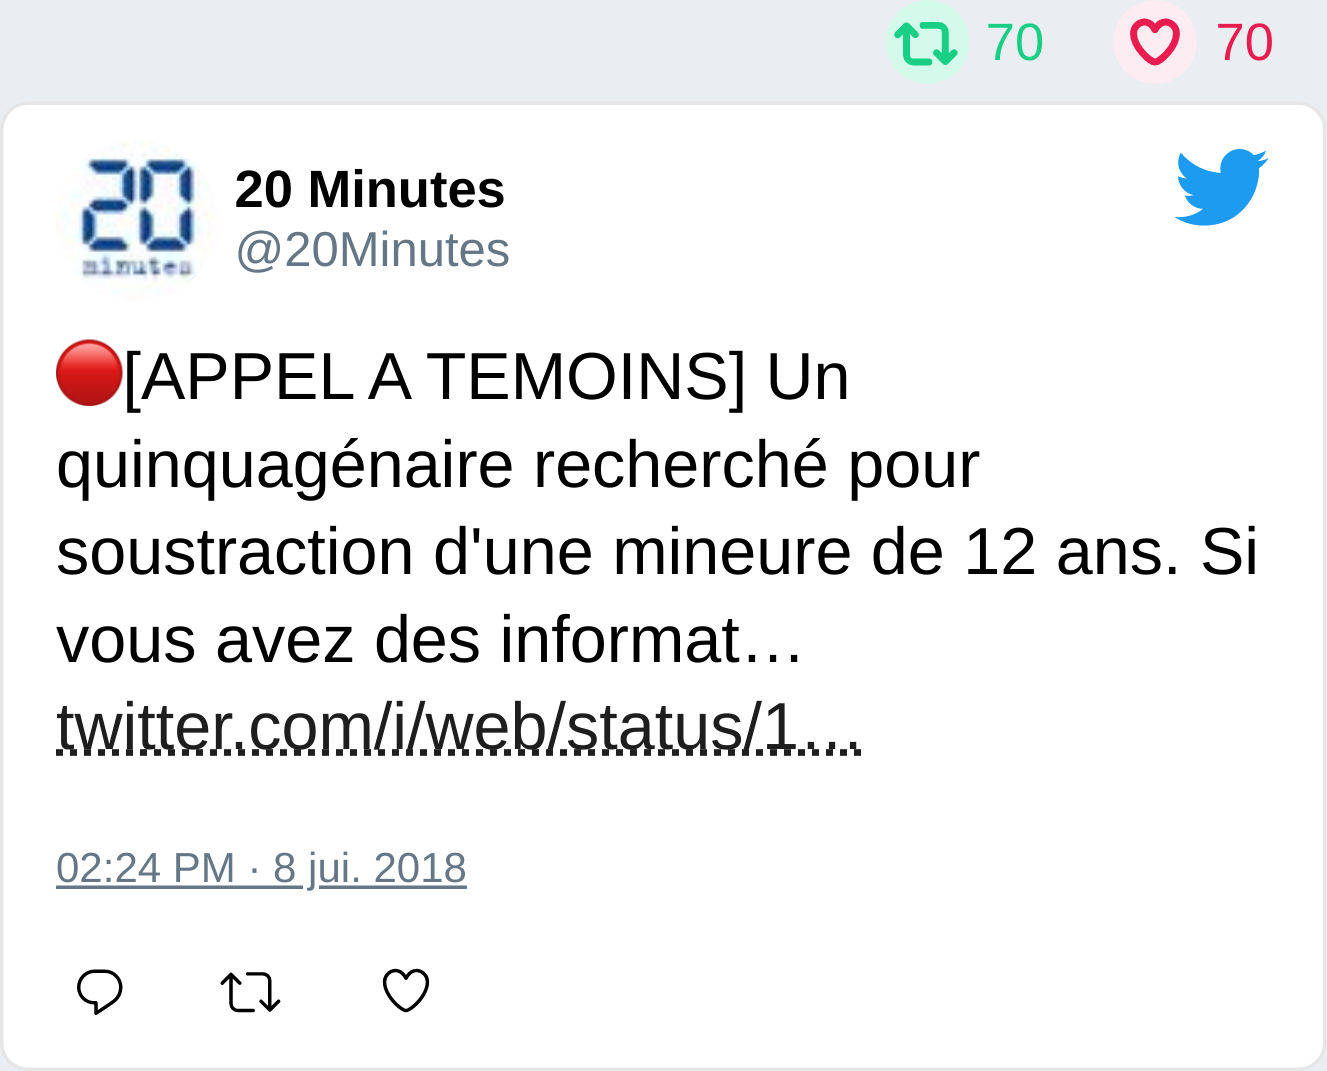 70 70
20 Minutes
20 minutes
@20Minutes
🔴[APPEL A TEMOINS] Un
quinquagénaire recherché pour
soustraction d'une mineure de 12 ans. Si
vous avez des informat…
twitter.com/i/web/status/1…
02:24 PM · 8 jui. 2018